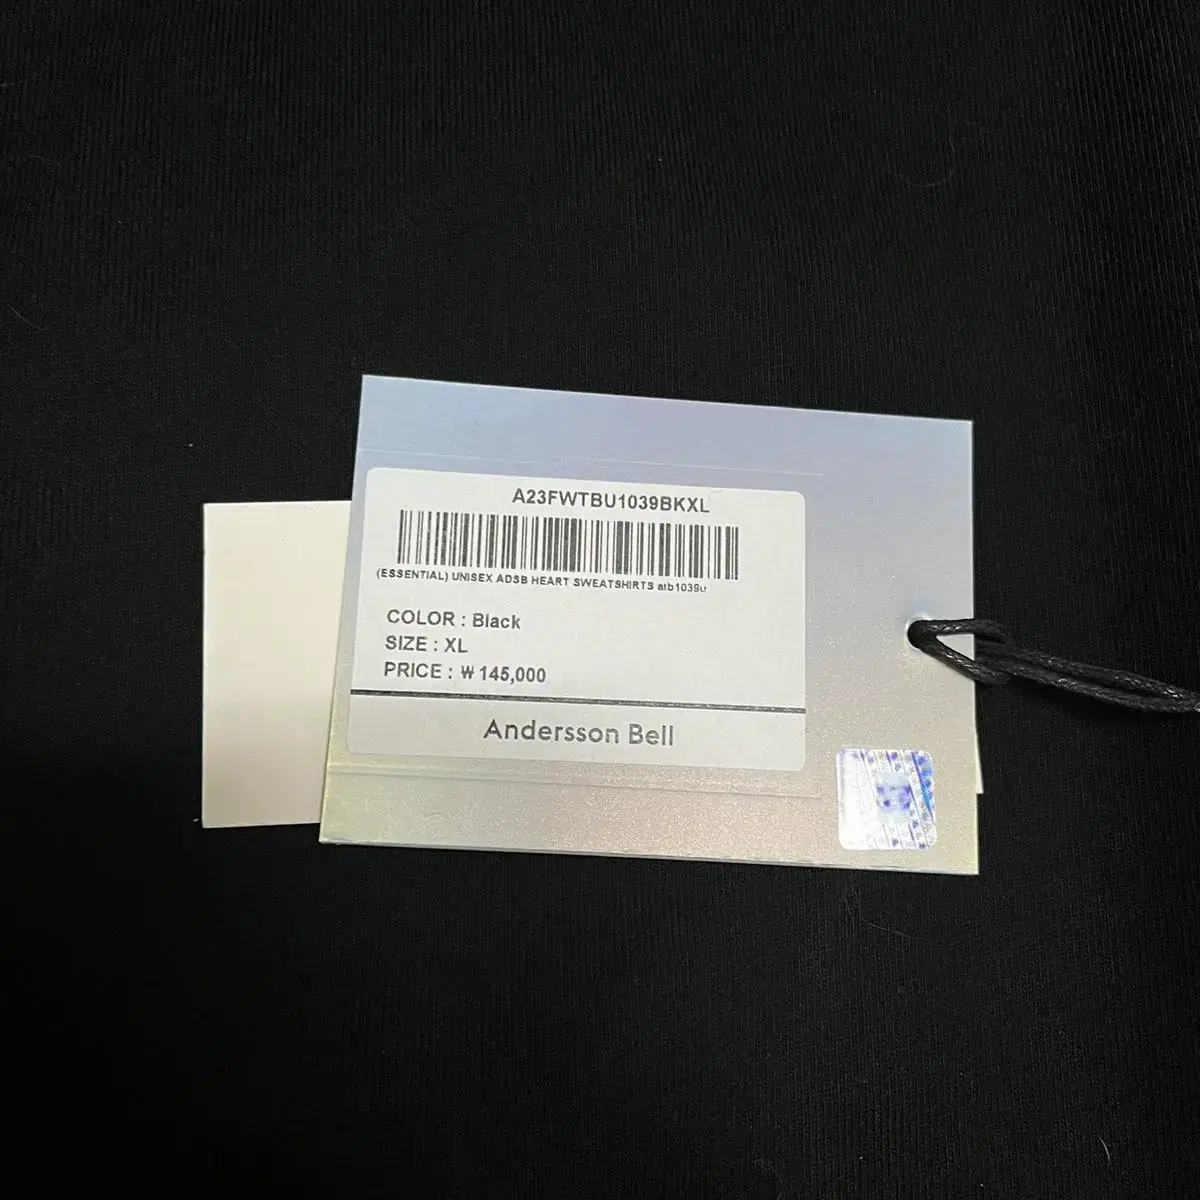 A23FWTBU1039BKXL
(ESSENTIAL) UNISEX ADSB HEART SWEATSHIRTS atb1039u
COLOR : Black
SIZE : XL
PRICE : ₩ 145,000
Andersson Bell